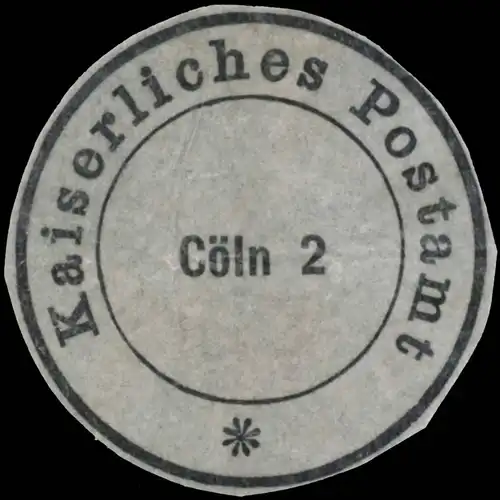 Kaiserliches Postamt
Cöln 2
*